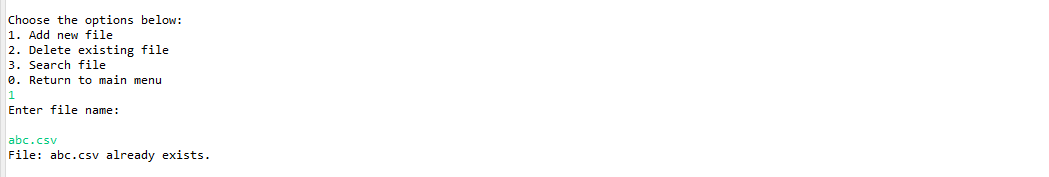 Choose the options below:
1. Add new file
2. Delete existing file
3. Search file
0. Return to main menu
1
Enter file name:
abc.csv
File: abc.csv already exists.